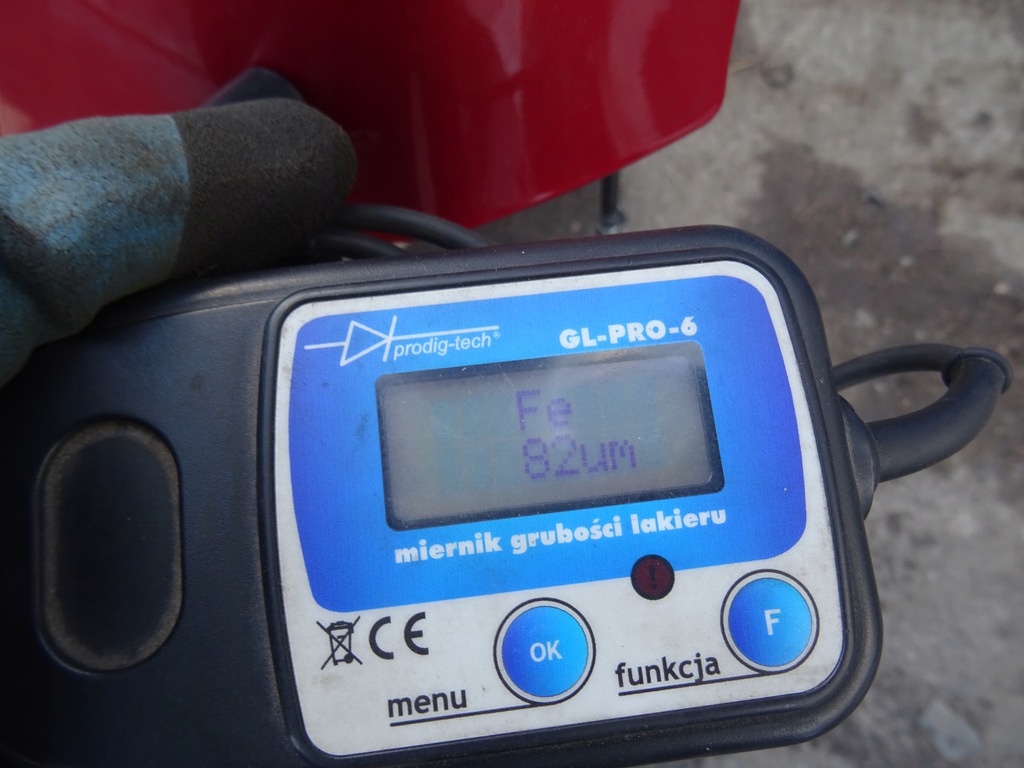 prodig-tech®
GL-PRO-6
Fe
82um
miernik grubości lakieru
!
CE
OK
F
menu
funkcja